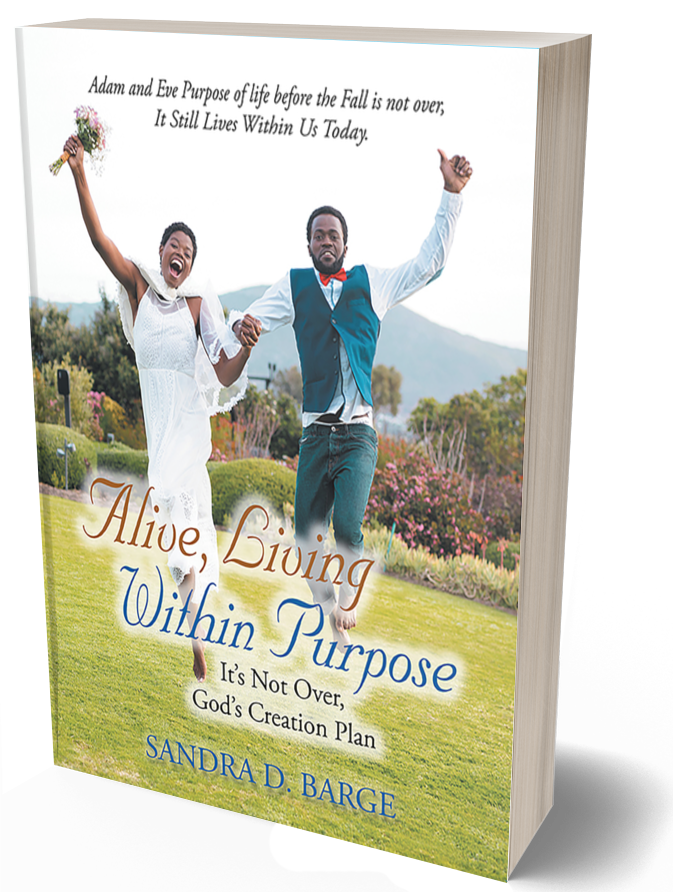 Adam and Eve Purpose of life before the Fall is not over,
It Still Lives Within Us Today.
Alive, Living
Within Purpose
It's Not Over,
God's Creation Plan
SANDRA D. BARGE